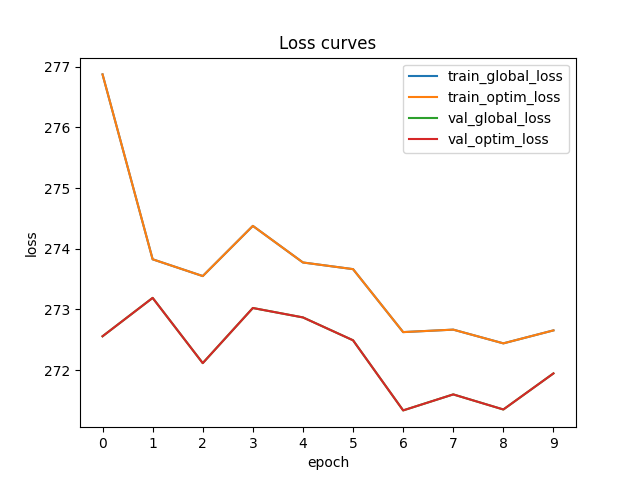 Loss curves
train_global_loss
train_optim_loss
val_global_loss
val_optim_loss
277
276
275
274
273
272
loss
0 1 2 3 4 5 6 7 8 9
epoch